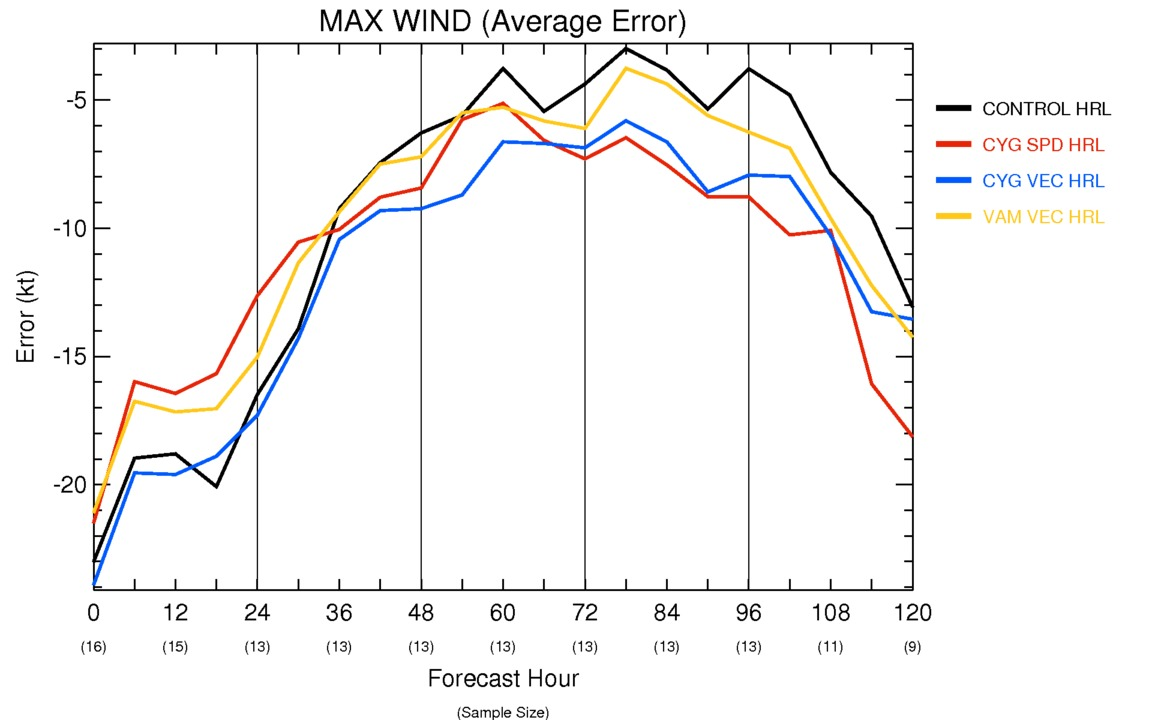 MAX WIND (Average Error)
-5
-10
-15
-20
Error (kt)
CONTROL HRL
CYG SPD HRL
CYG VEC HRL
VAM VEC HRL
0 12 24 36 48 60 72 84 96 108 120
(16) (15) (13) (13) (13) (13) (13) (13) (13) (11) (9)
Forecast Hour
(Sample Size)